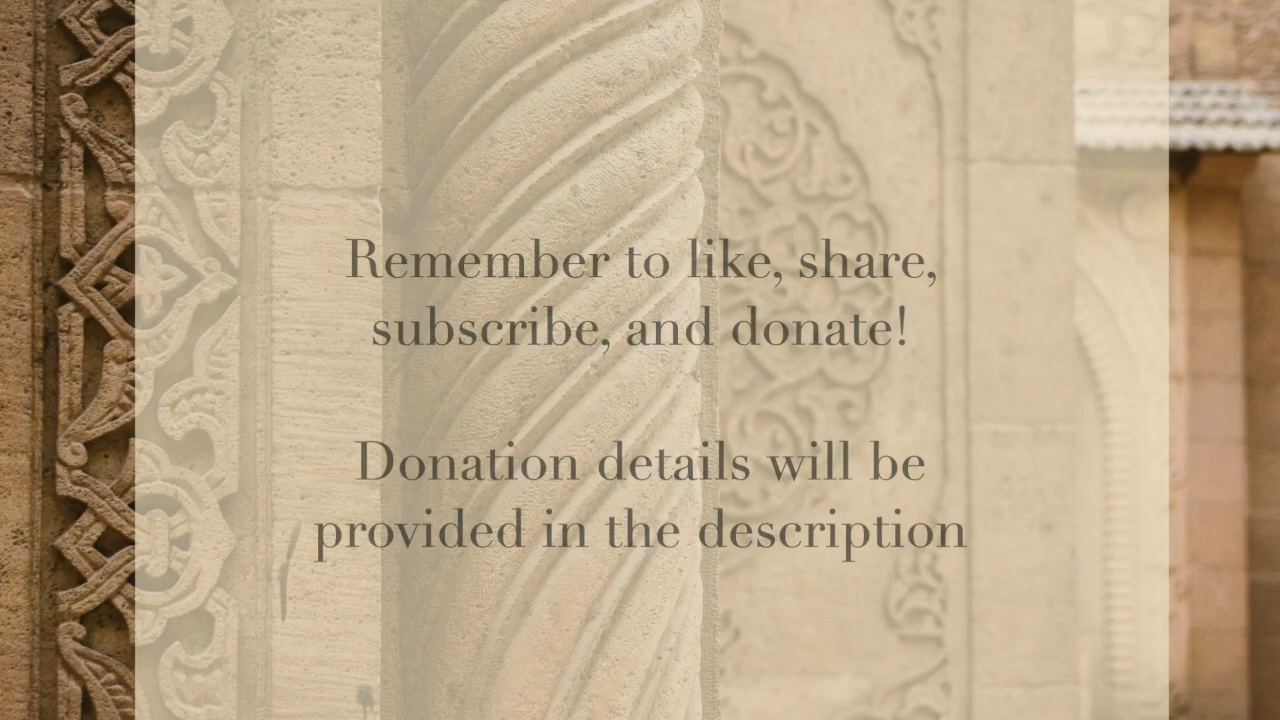 Remember to like, share,
subscribe, and donate!
Donation details will be
provided in the description